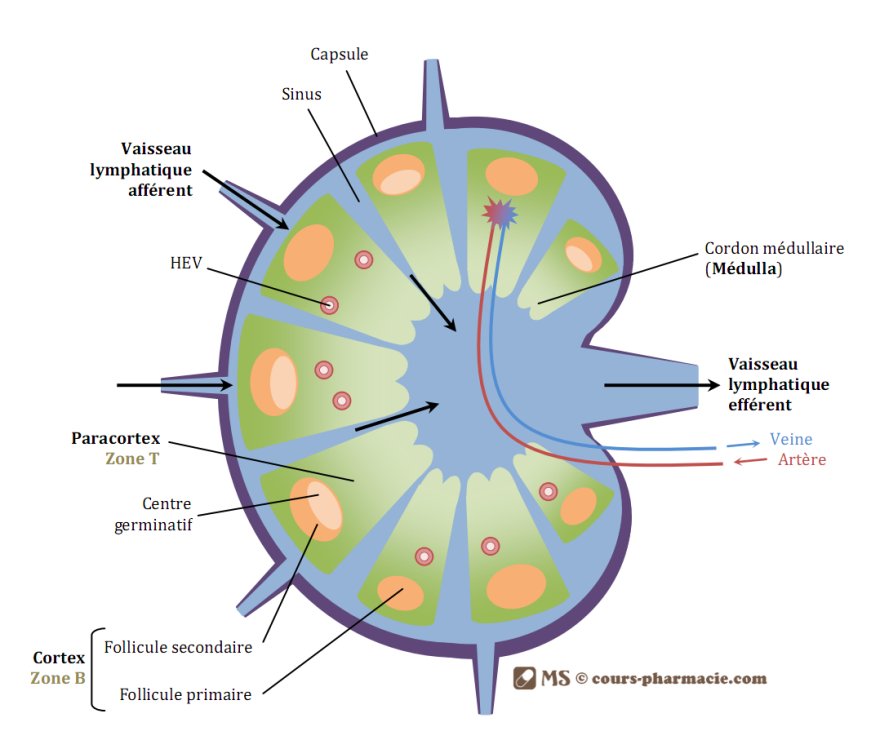 Capsule
Sinus
Vaisseau
lymphatique
afférent
HEV
Cordon médullaire
(Médulla)
Vaisseau
lymphatique
efférent
Veine
Artère
Paracortex
Zone T
Centre
germinatif
Follicule secondaire
Cortex
Zone B
Follicule primaire
MS © cours-pharmacie.com